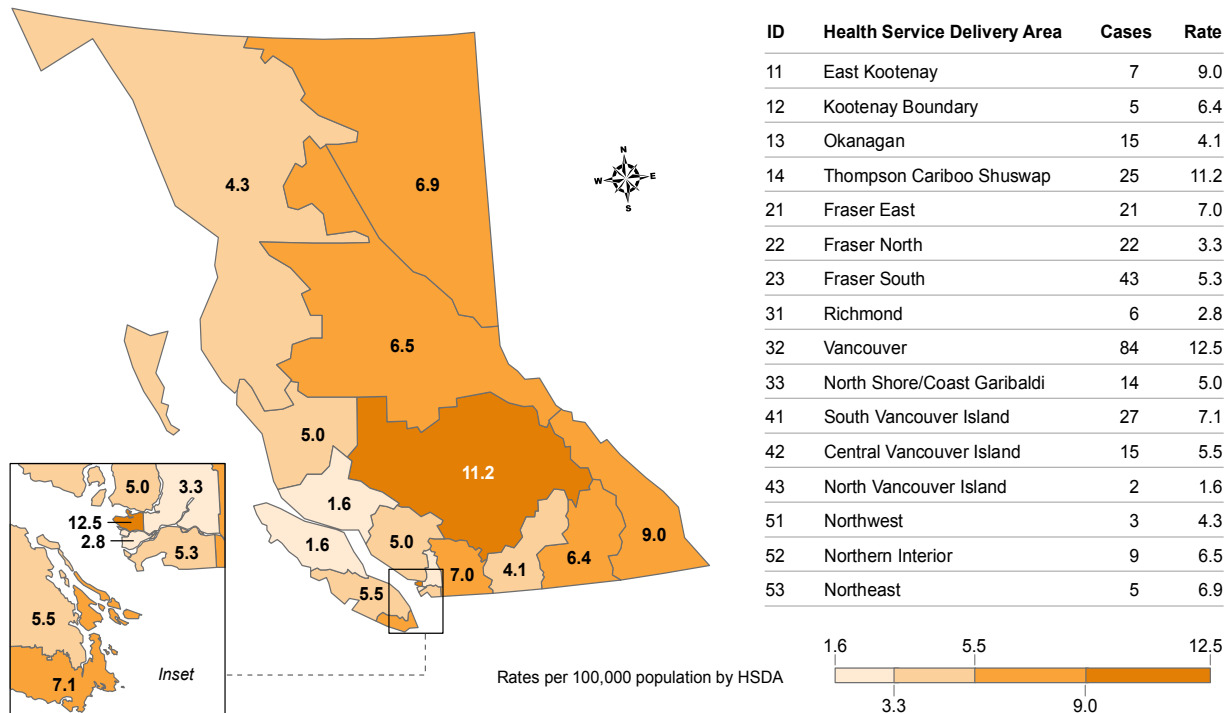 ID Health Service Delivery Area Cases Rate
11 East Kootenay 7 9.0
12 Kootenay Boundary 5 6.4
13 Okanagan 15 4.1
14 Thompson Cariboo Shuswap 25 11.2
21 Fraser East 21 7.0
22 Fraser North 22 3.3
23 Fraser South 43 5.3
31 Richmond 6 2.8
32 Vancouver 84 12.5
33 North Shore/Coast Garibaldi 14 5.0
41 South Vancouver Island 27 7.1
42 Central Vancouver Island 15 5.5
43 North Vancouver Island 2 1.6
51 Northwest 3 4.3
52 Northern Interior 9 6.5
53 Northeast 5 6.9
N
W E
S
4.3
6.9
6.5
5.0
11.2
1.6
1.6
5.0
9.0
7.0
4.1
6.4
5.5
5.0
3.3
12.5
2.8
5.3
5.5
7.1
Inset
Rates per 100,000 population by HSDA
1.6 5.5 12.5
3.3 9.0